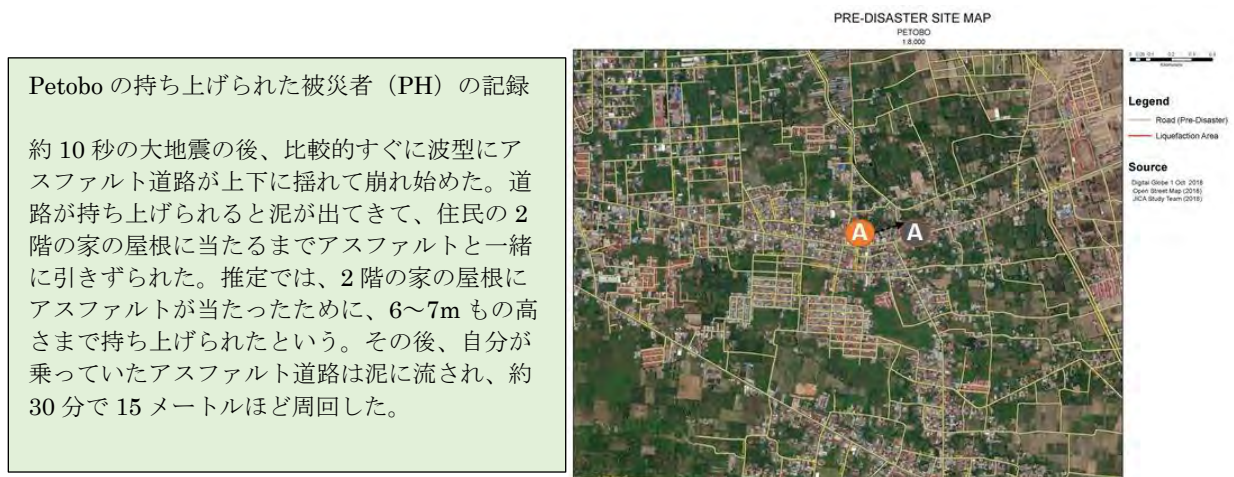 Petobo の持ち上げられた被災者（PH）の記録
約 10 秒の大地震の後、比較的すぐに波型にア
スファルト道路が上下に揺れて崩れ始めた。道
路が持ち上げられると泥が出てきて、住民の 2
階の家の屋根に当たるまでアスファルトと一緒
に引きずられた。推定では、2 階の家の屋根に
アスファルトが当たったために、6～7m もの高
さまで持ち上げられたという。その後、自分が
乗っていたアスファルト道路は泥に流され、約
30 分で 15 メートルほど周回した。
PRE-DISASTER SITE MAP
PETOBO
1:8,000
A A
Legend
Road (Pre-Disaster)
Liquefaction Area
Source
Digital Globe 1 Oct 2018
Open Street Map (2018)
JICA Study Team (2018)